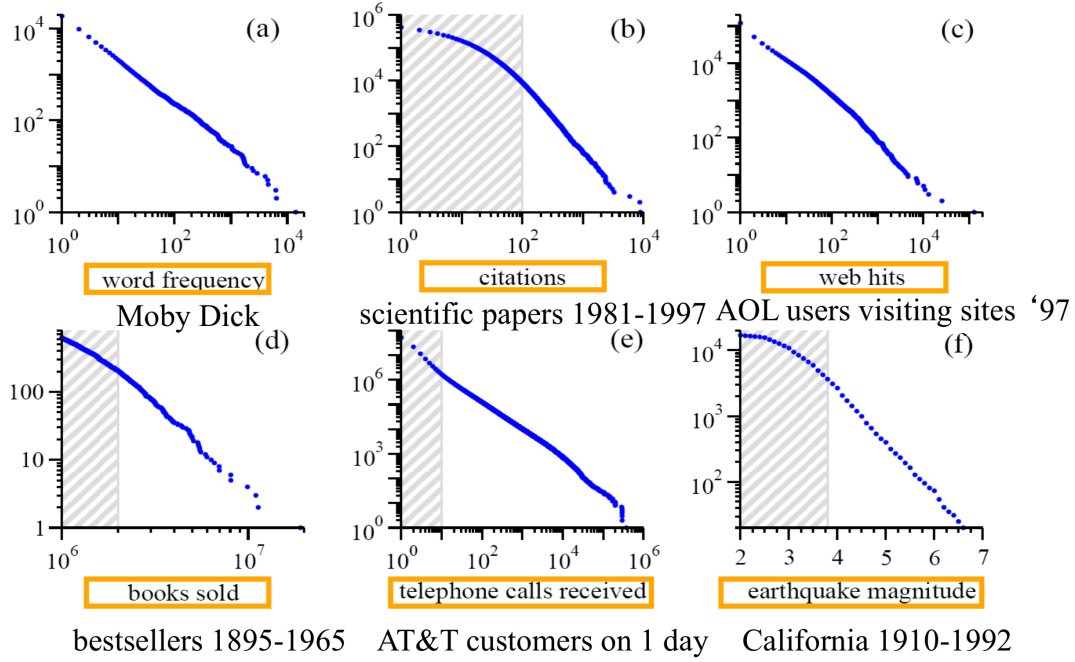 10^4
10^2
10^0
(a)
10^0 10^2 10^4
word frequency
Moby Dick
10^6
10^4
10^2
10^0
(b)
10^0 10^2 10^4
citations
scientific papers 1981-1997
10^4
10^2
10^0
(c)
10^0 10^2 10^4
web hits
AOL users visiting sites ‘97
100
10
1
(d)
10^6 10^7
books sold
bestsellers 1895-1965
10^6
10^3
10^0
(e)
10^0 10^2 10^4 10^6
telephone calls received
AT&T customers on 1 day
10^4
10^3
10^2
(f)
2 3 4 5 6 7
earthquake magnitude
California 1910-1992